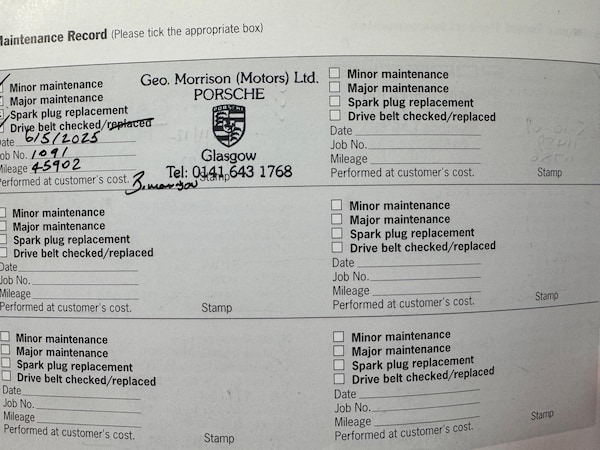 Maintenance Record (Please tick the appropriate box)
Minor maintenance
Major maintenance
Spark plug replacement
Drive belt checked/replaced
Date 6/5/2025
Job No. 1091
Mileage 45902
Performed at customer's cost.
Geo. Morrison (Motors) Ltd.
PORSCHE
PORSCHE
Glasgow
Tel: 0141 643 1768
Stamp
Minor maintenance
Major maintenance
Spark plug replacement
Drive belt checked/replaced
Date
Job No.
Mileage
Performed at customer's cost. Stamp
Minor maintenance
Major maintenance
Spark plug replacement
Drive belt checked/replaced
Date
Job No.
Mileage
Performed at customer's cost. Stamp
Minor maintenance
Major maintenance
Spark plug replacement
Drive belt checked/replaced
Date
Job No.
Mileage
Performed at customer's cost. Stamp
Minor maintenance
Major maintenance
Spark plug replacement
Drive belt checked/replaced
Date
Job No.
Mileage
Performed at customer's cost. Stamp
Minor maintenance
Major maintenance
Spark plug replacement
Drive belt checked/replaced
Date
Job No.
Mileage
Performed at customer's cost. Stamp